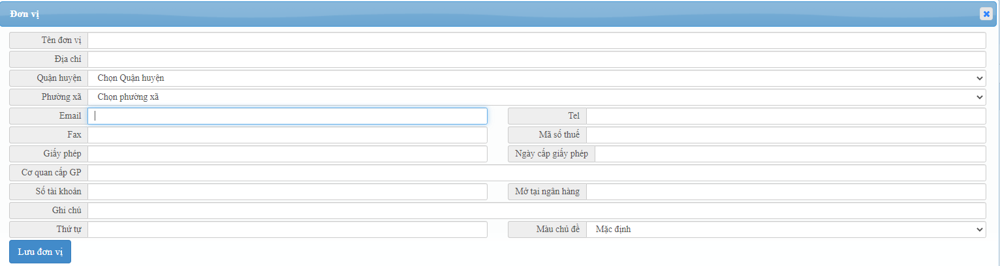 Đơn vị
Tên đơn vị
Địa chỉ
Quận huyện Chọn Quận huyện
Phường xã Chọn phường xã
Email Tel
Fax Mã số thuế
Giấy phép Ngày cấp giấy phép
Cơ quan cấp GP
Số tài khoản Mở tại ngân hàng
Ghi chú
Thứ tự Màu chủ đề Mặc định
Lưu đơn vị